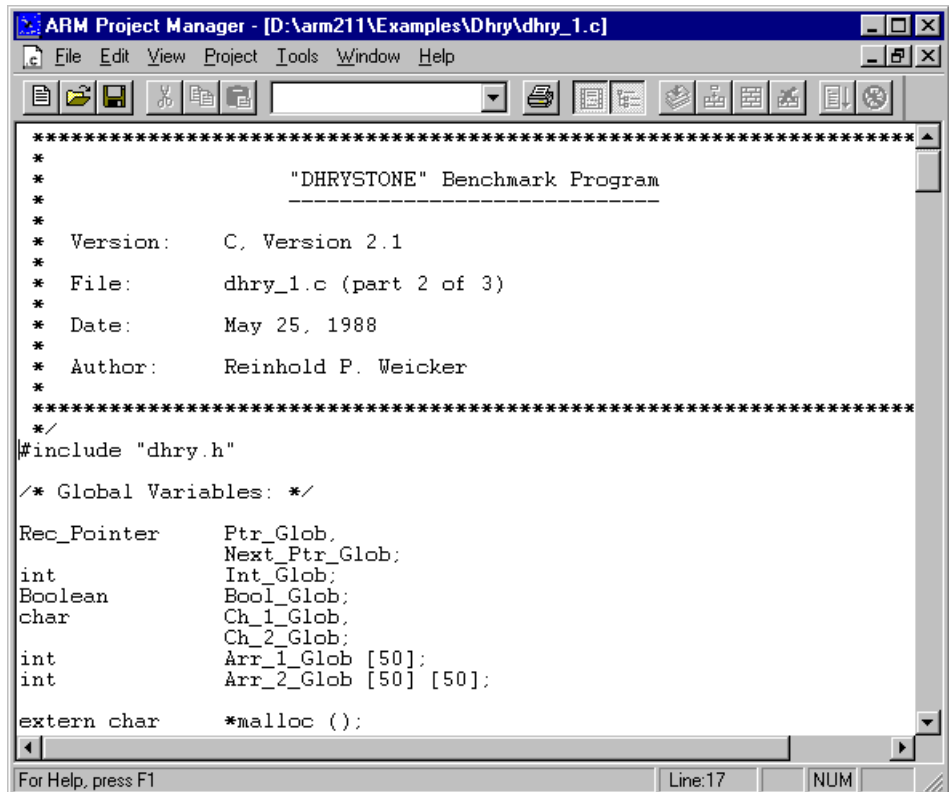 ARM Project Manager - [D:\arm211\Examples\Dhry\dhry_1.c]
File Edit View Project Tools Window Help
**********************************************************************
*
* "DHRYSTONE" Benchmark Program
* -----------------------------
*
* Version: C, Version 2.1
*
* File: dhry_1.c (part 2 of 3)
*
* Date: May 25, 1988
*
* Author: Reinhold P. Weicker
*
**********************************************************************
*/
#include "dhry.h"
/* Global Variables: */
Rec_Pointer Ptr_Glob,
Next_Ptr_Glob;
int Int_Glob;
Boolean Bool_Glob;
char Ch_1_Glob,
Ch_2_Glob;
int Arr_1_Glob [50];
int Arr_2_Glob [50] [50];
extern char *malloc ();
For Help, press F1 Line:17 NUM